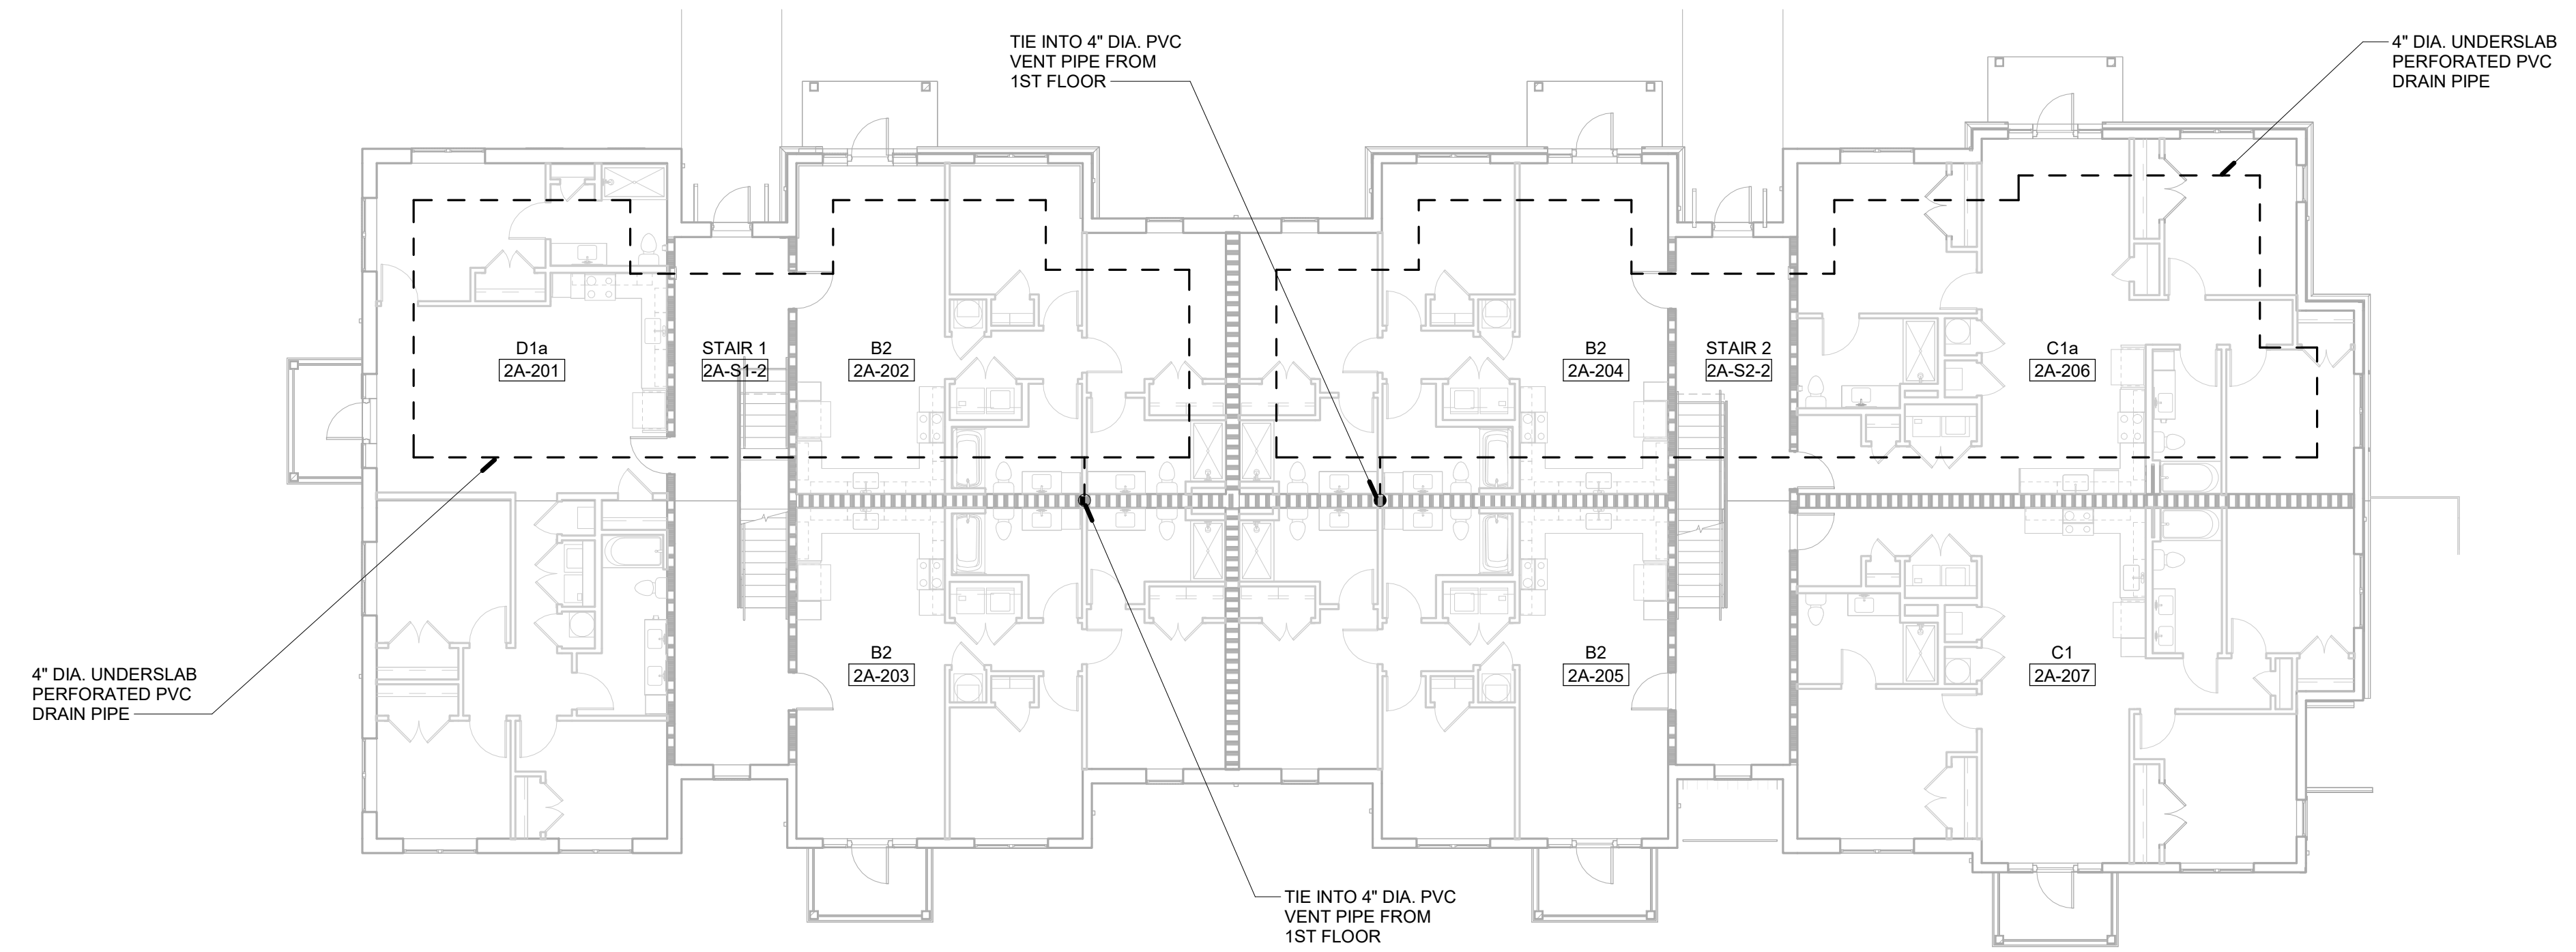 TIE INTO 4" DIA. PVC
VENT PIPE FROM
1ST FLOOR
4" DIA. UNDERSLAB
PERFORATED PVC
DRAIN PIPE
D1a
2A-201
STAIR 1
2A-S1-2
B2
2A-202
B2
2A-204
STAIR 2
2A-S2-2
C1a
2A-206
4" DIA. UNDERSLAB
PERFORATED PVC
DRAIN PIPE
B2
2A-203
B2
2A-205
C1
2A-207
TIE INTO 4" DIA. PVC
VENT PIPE FROM
1ST FLOOR